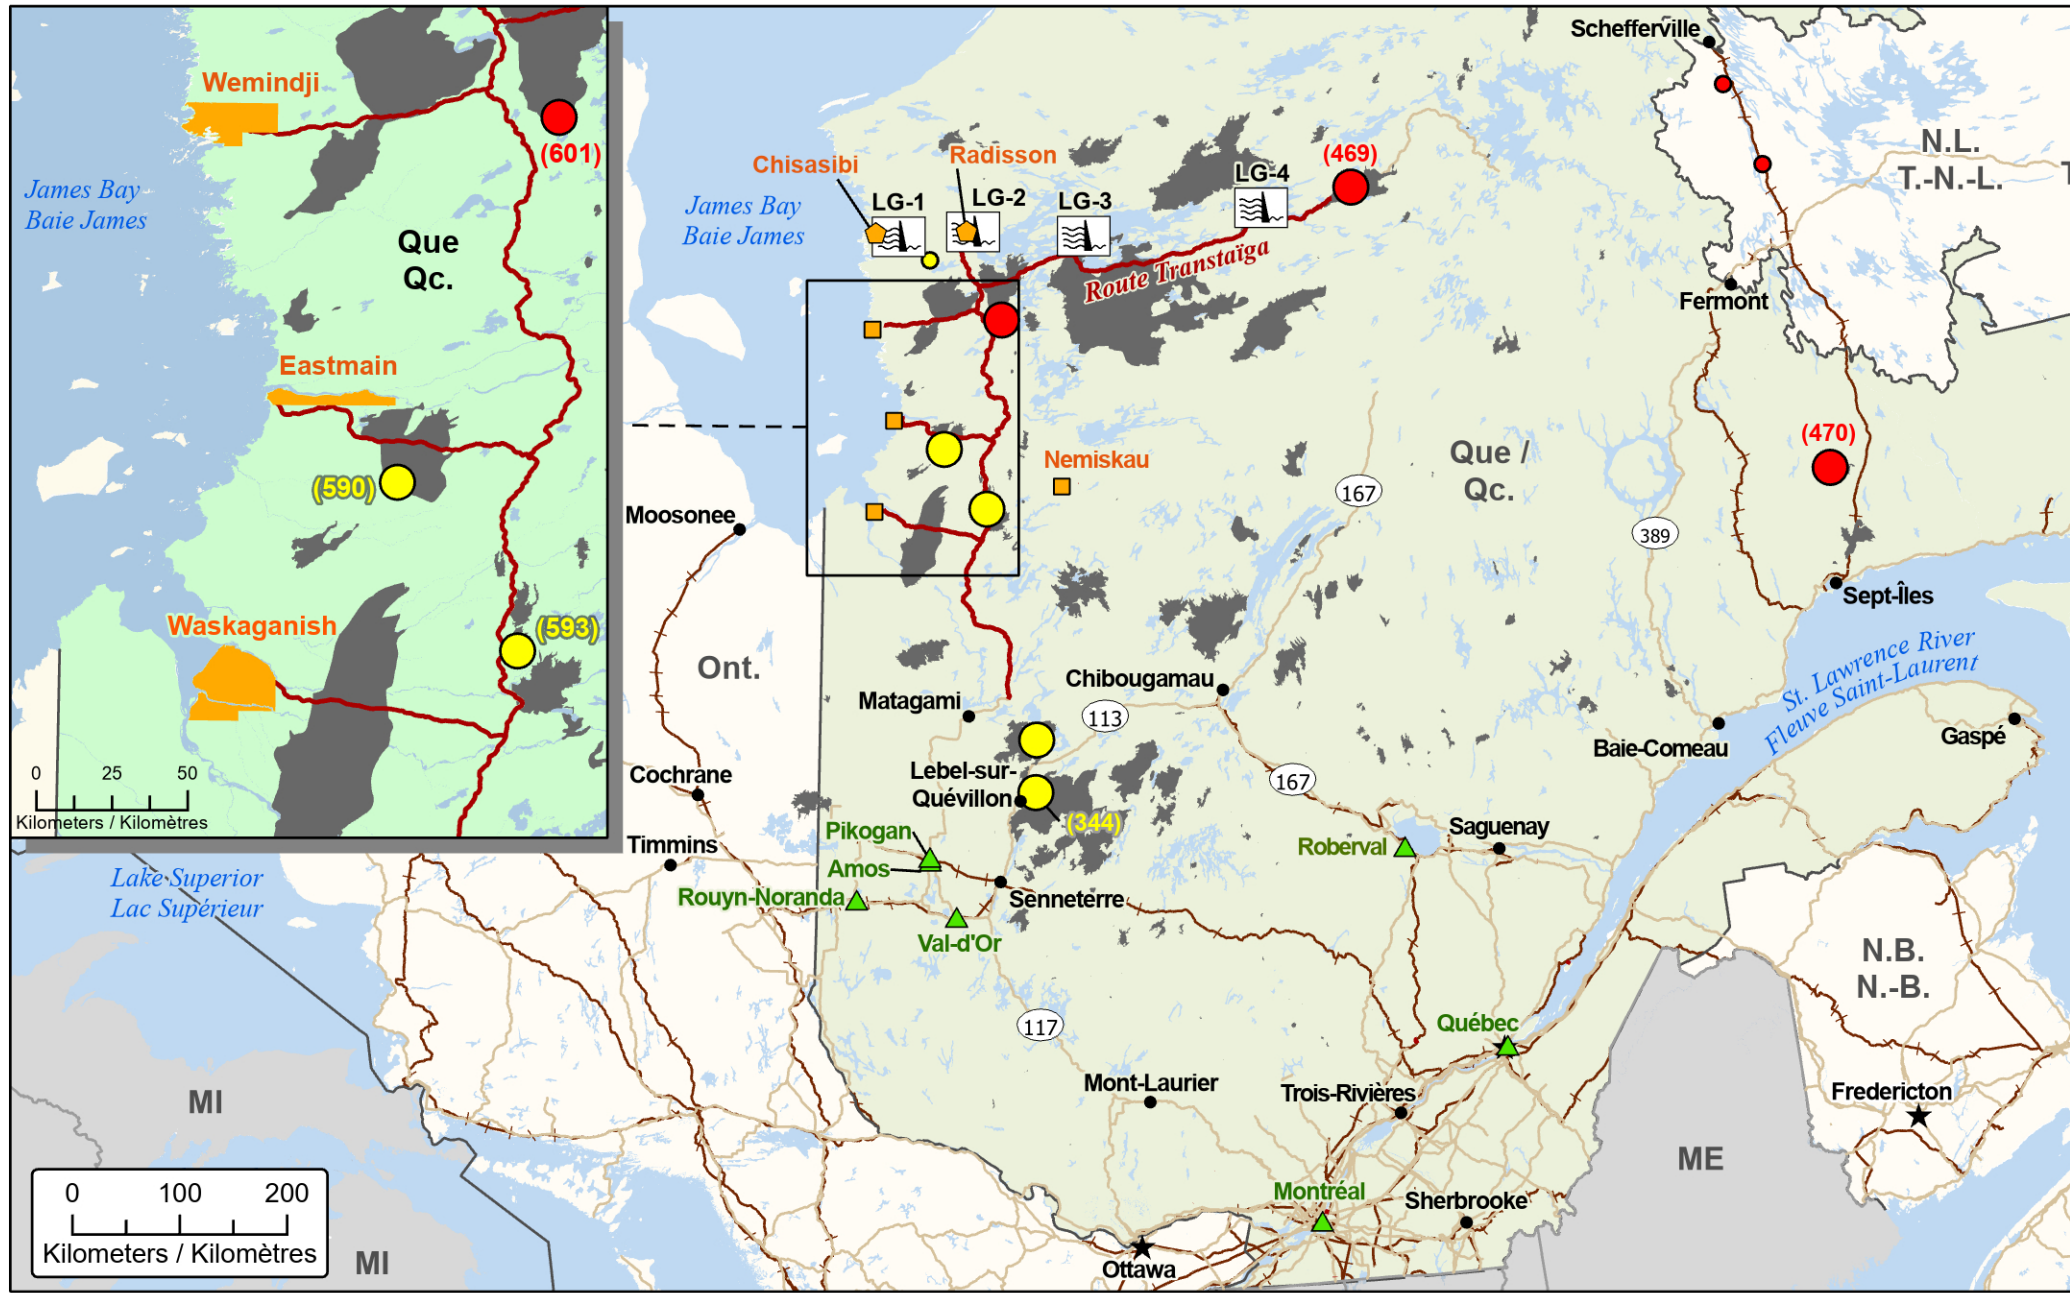 Wemindji
(601)
James Bay
Baie James
Que
Qc.
Eastmain
(590)
(593)
Waskaganish
0 25 50
Kilometers / Kilomètres
Schefferville
N.L.
T.-N.-L.
T
Chisasibi
Radisson
(469)
LG-1
LG-2
LG-3
LG-4
James Bay
Baie James
Route Transtaïga
Fermont
(470)
Que /
Qc.
Nemiskau
167
389
Moosonee
Sept-Îles
Ont.
St. Lawrence River
Fleuve Saint-Laurent
Matagami
Chibougamau
113
Gaspé
Baie-Comeau
Cochrane
Lebel-sur-
Quévillon
167
(344)
Timmins
Pikogan
Amos
Roberval
Saguenay
Lake Superior
Lac Supérieur
Rouyn-Noranda
Senneterre
Val-d'Or
N.B.
N.-B.
117
Québec
MI
Mont-Laurier
Trois-Rivières
Fredericton
ME
0 100 200
Kilometers / Kilomètres
Montréal
Sherbrooke
MI
Ottawa